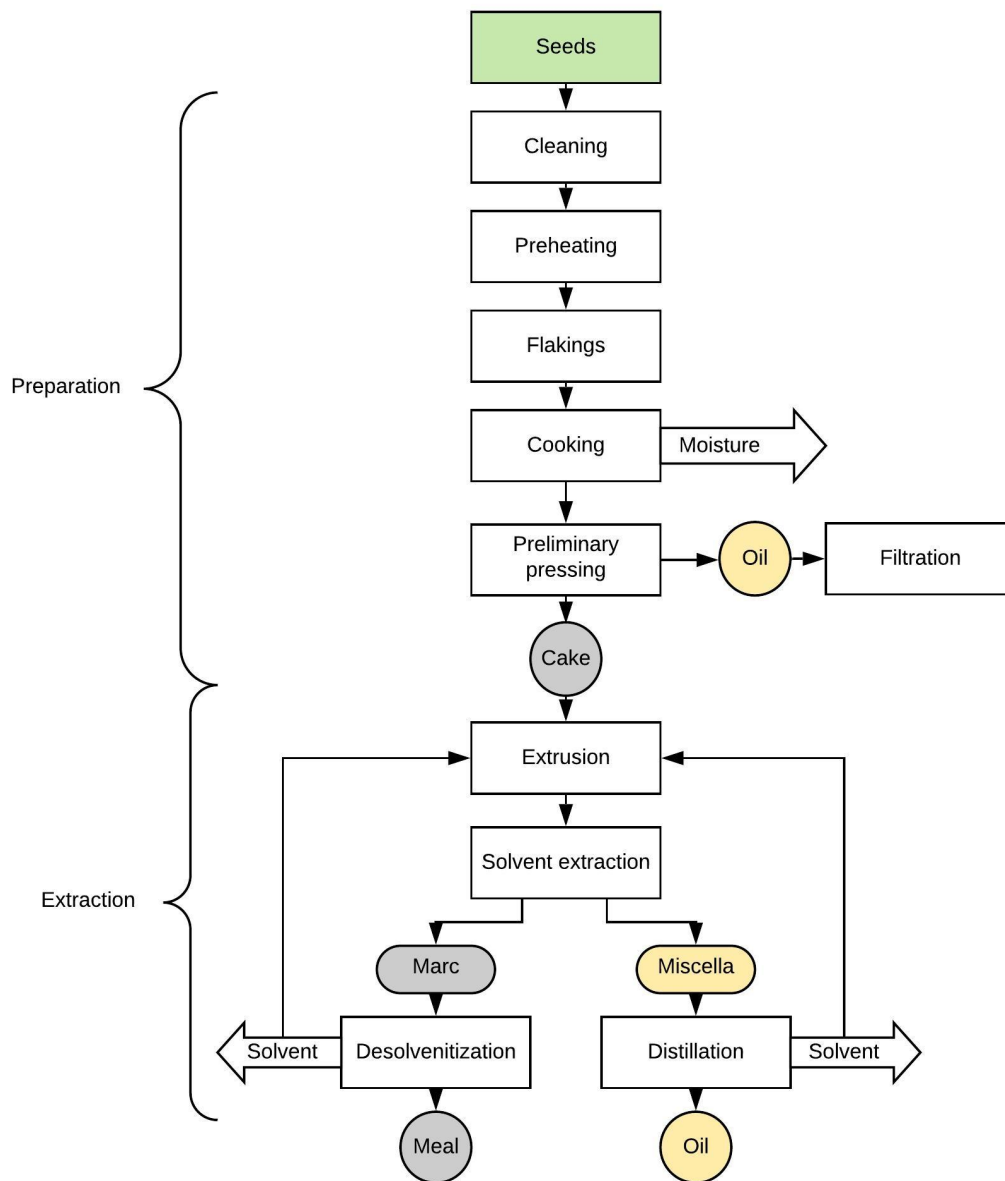 Seeds
Cleaning
Preheating
Flakings
Preparation
Cooking
Moisture
Preliminary
pressing
Oil
Filtration
Cake
Extrusion
Solvent extraction
Extraction
Marc
Miscella
Solvent
Desolvenitization
Distillation
Solvent
Meal
Oil